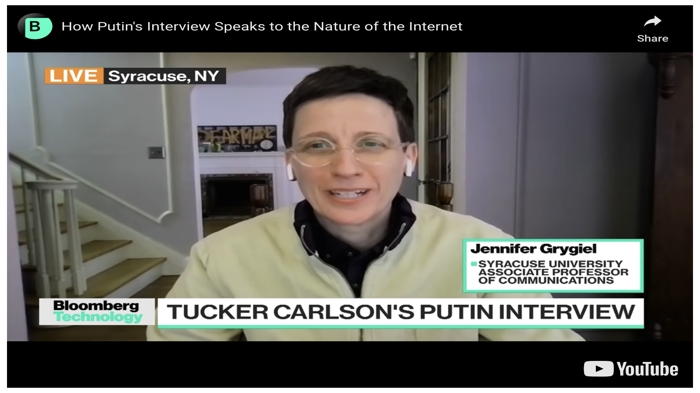 B
How Putin's Interview Speaks to the Nature of the Internet
Share
LIVE Syracuse, NY
Jennifer Grygiel
SYRACUSE UNIVERSITY
ASSOCIATE PROFESSOR
OF COMMUNICATIONS
Bloomberg
Technology
TUCKER CARLSON'S PUTIN INTERVIEW
YouTube